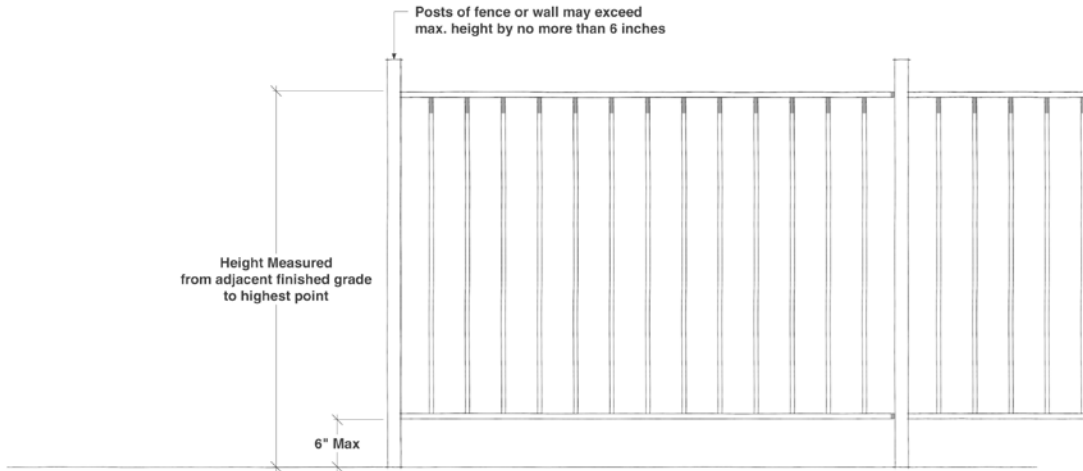 Posts of fence or wall may exceed
max. height by no more than 6 inches
Height Measured
from adjacent finished grade
to highest point
6" Max